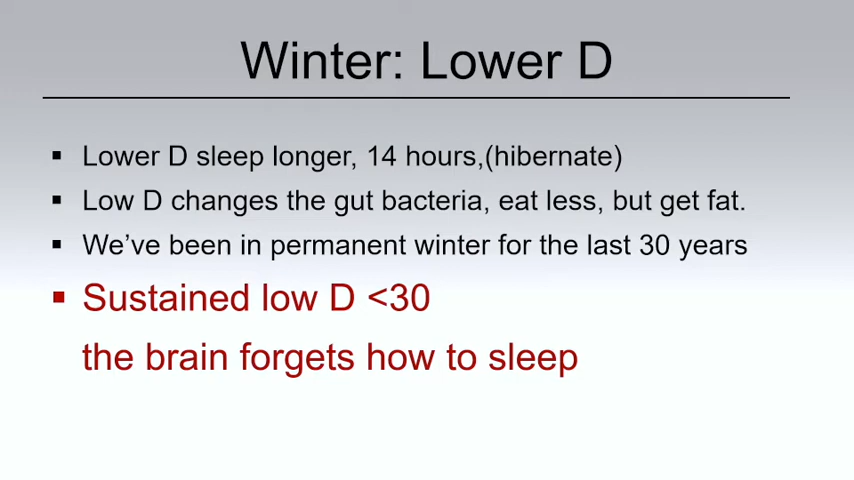 Winter: Lower D
▪ Lower D sleep longer, 14 hours,(hibernate)
▪ Low D changes the gut bacteria, eat less, but get fat.
▪ We’ve been in permanent winter for the last 30 years
▪ Sustained low D <30
the brain forgets how to sleep